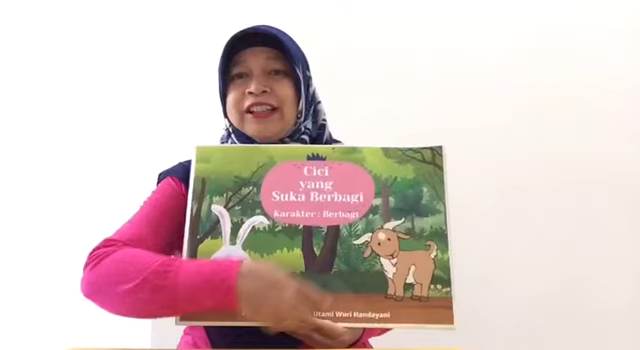 Cici
yang
Suka Berbagi
Karakter : Berbagi
Utami Wuri Handayani